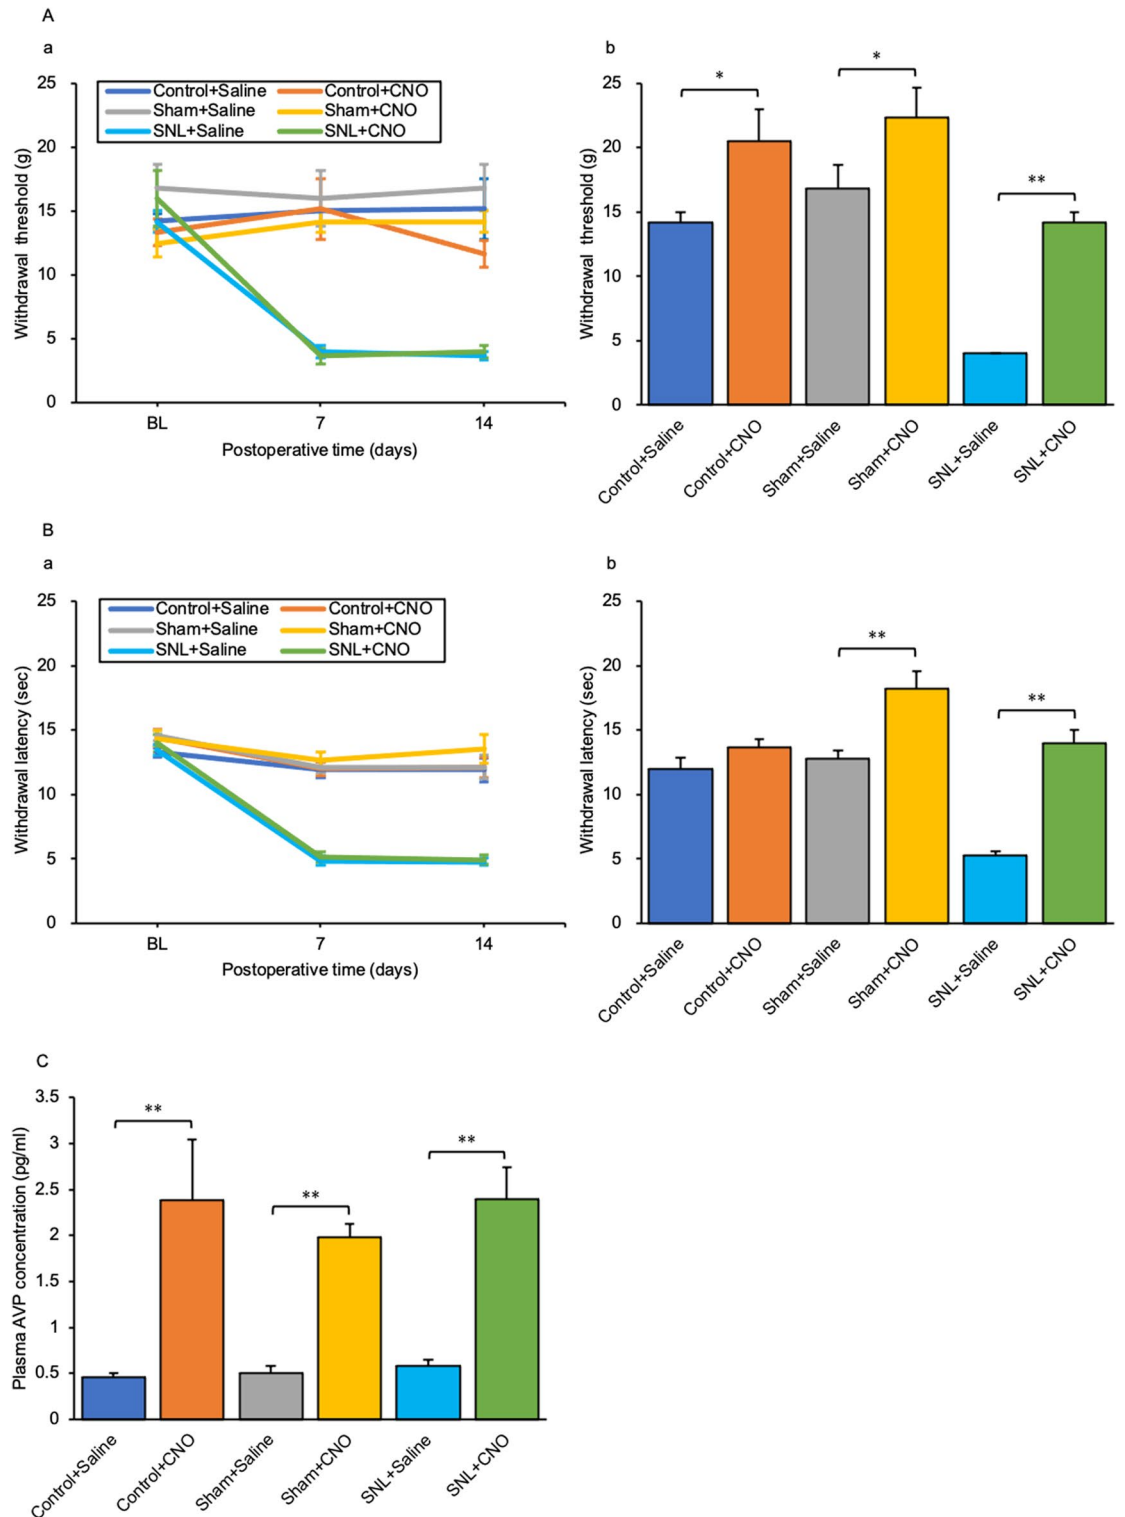 A
a
Withdrawal threshold (g)
25
20
15
10
5
0
Control+Saline Control+CNO
Sham+Saline Sham+CNO
SNL+Saline SNL+CNO
BL 7 14
Postoperative time (days)
b
Withdrawal threshold (g)
25
20
15
10
5
0
* * **
Control+Saline
Control+CNO
Sham+Saline
Sham+CNO
SNL+Saline
SNL+CNO
B
a
Withdrawal latency (sec)
25
20
15
10
5
0
Control+Saline Control+CNO
Sham+Saline Sham+CNO
SNL+Saline SNL+CNO
BL 7 14
Postoperative time (days)
b
Withdrawal latency (sec)
25
20
15
10
5
0
** **
Control+Saline
Control+CNO
Sham+Saline
Sham+CNO
SNL+Saline
SNL+CNO
C
Plasma AVP concentration (pg/ml)
3.5
3
2.5
2
1.5
1
0.5
0
** ** **
Control+Saline
Control+CNO
Sham+Saline
Sham+CNO
SNL+Saline
SNL+CNO